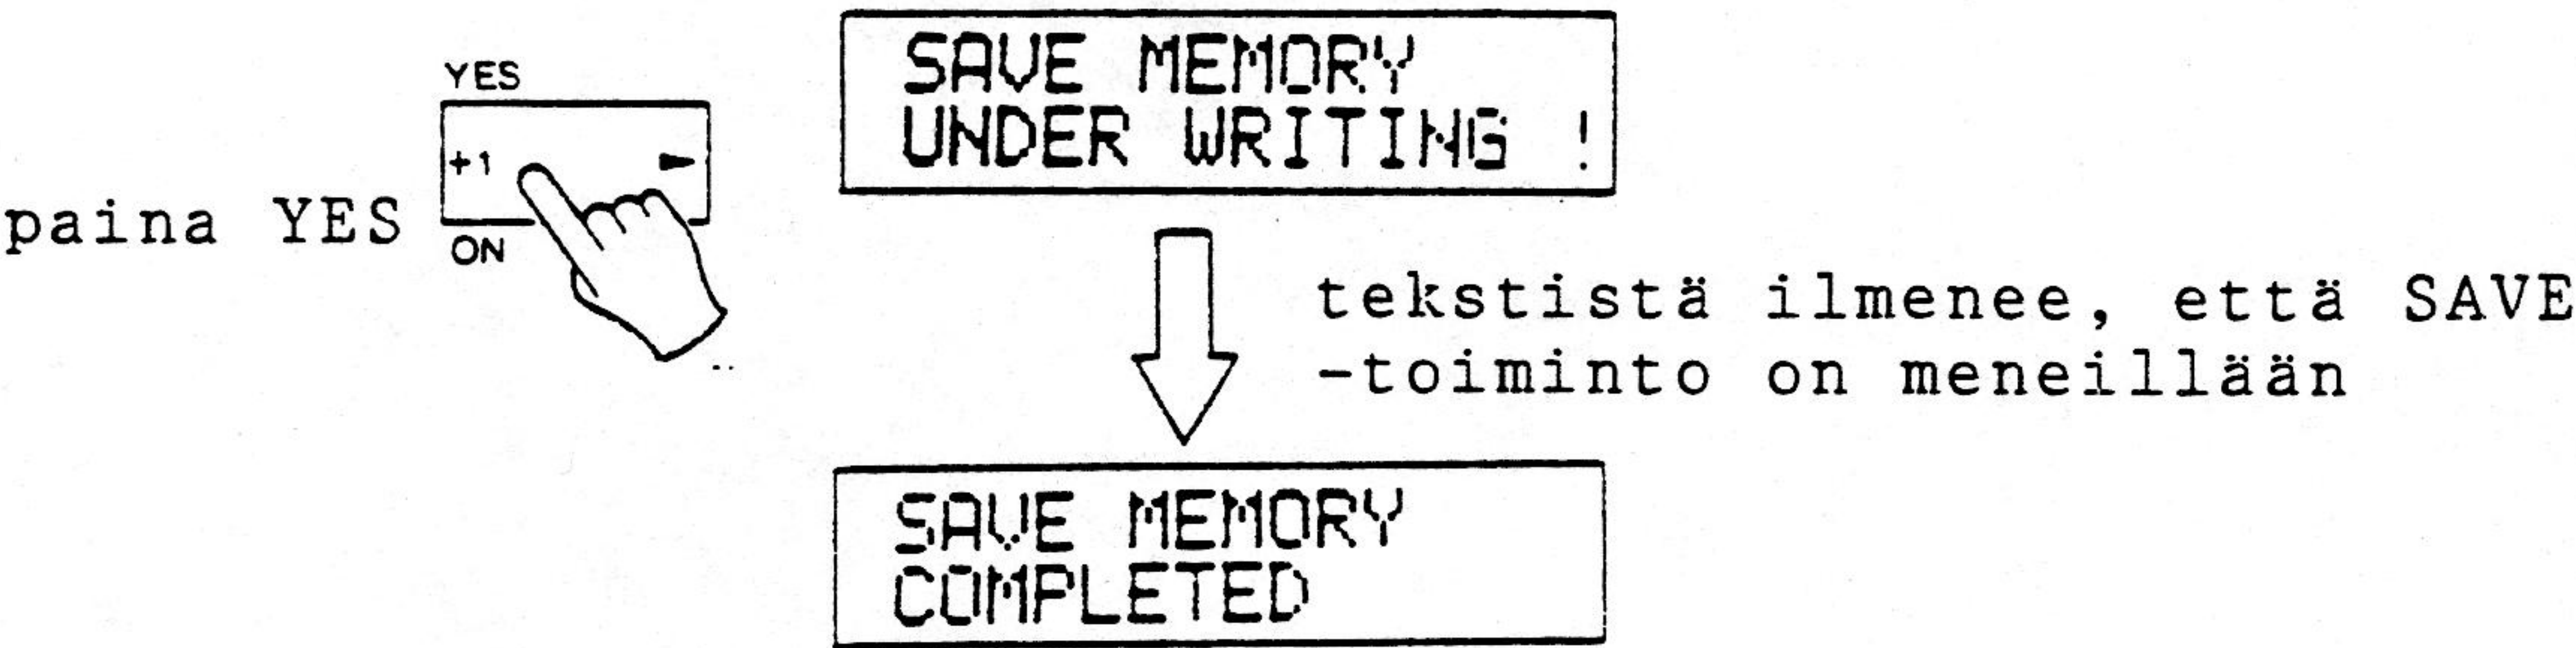 YES
+1
paina YES
ON
SAVE MEMORY
UNDER WRITING !
tekstistä ilmenee, että SAVE
-toiminto on meneillään
SAVE MEMORY
COMPLETED